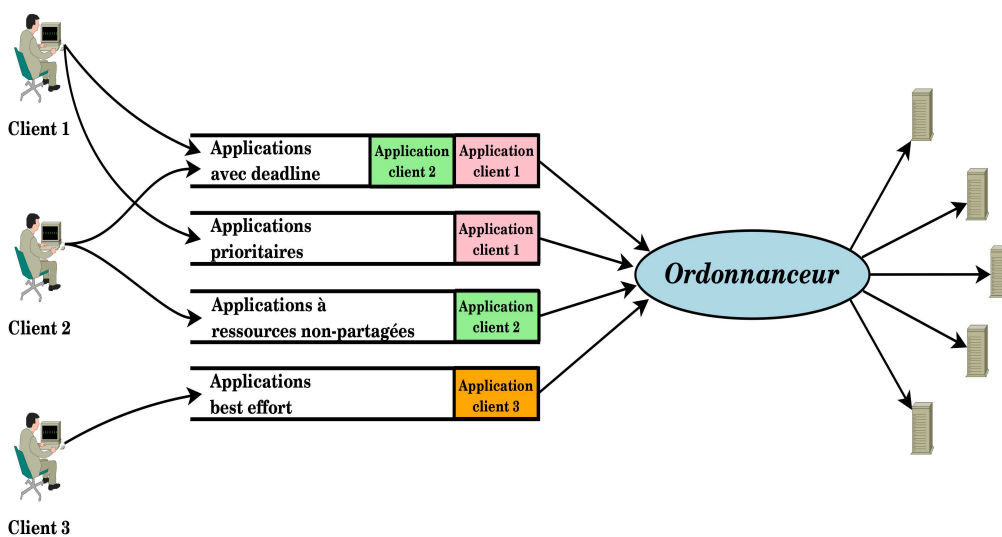 Client 1
Applications
avec deadline
Application
client 2
Application
client 1
Applications
prioritaires
Application
client 1
Client 2
Applications à
ressources non-partagées
Application
client 2
Ordonnanceur
Applications
best effort
Application
client 3
Client 3